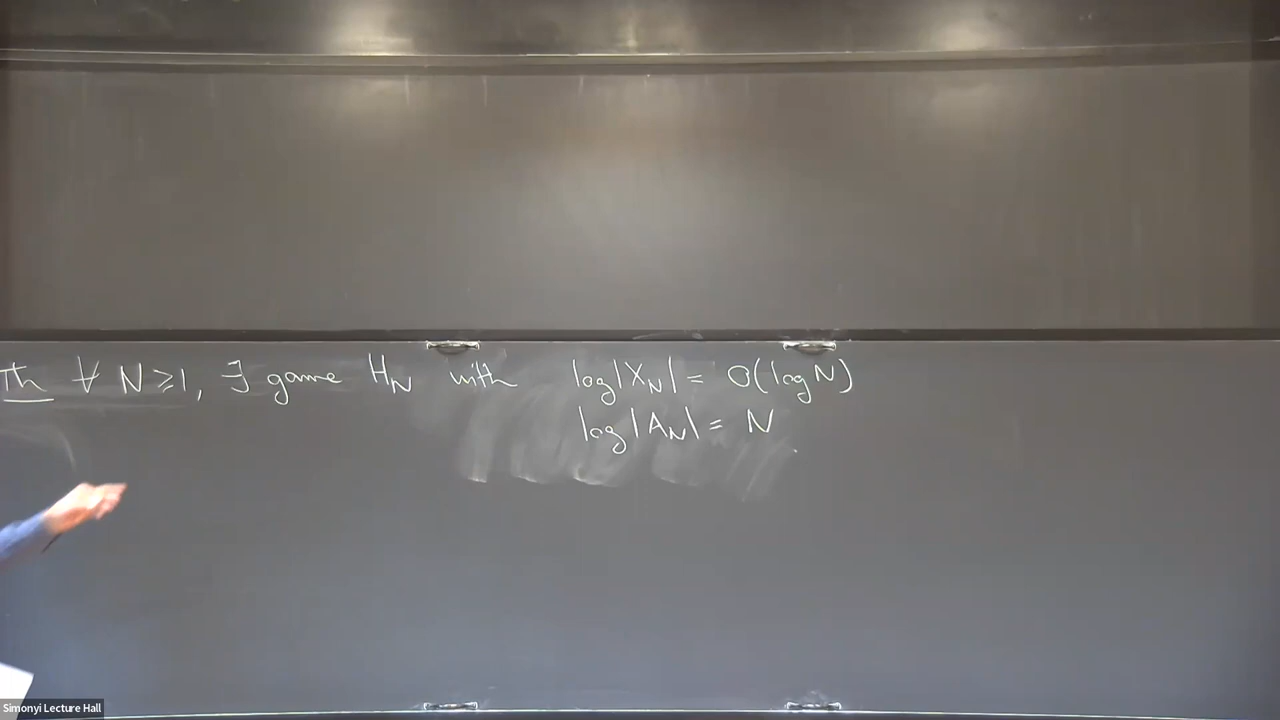 Th ∀ N ⩾ 1, ∃ game H_N with log|X_N| = O(log N)
log|A_N| = N
Simonyi Lecture Hall